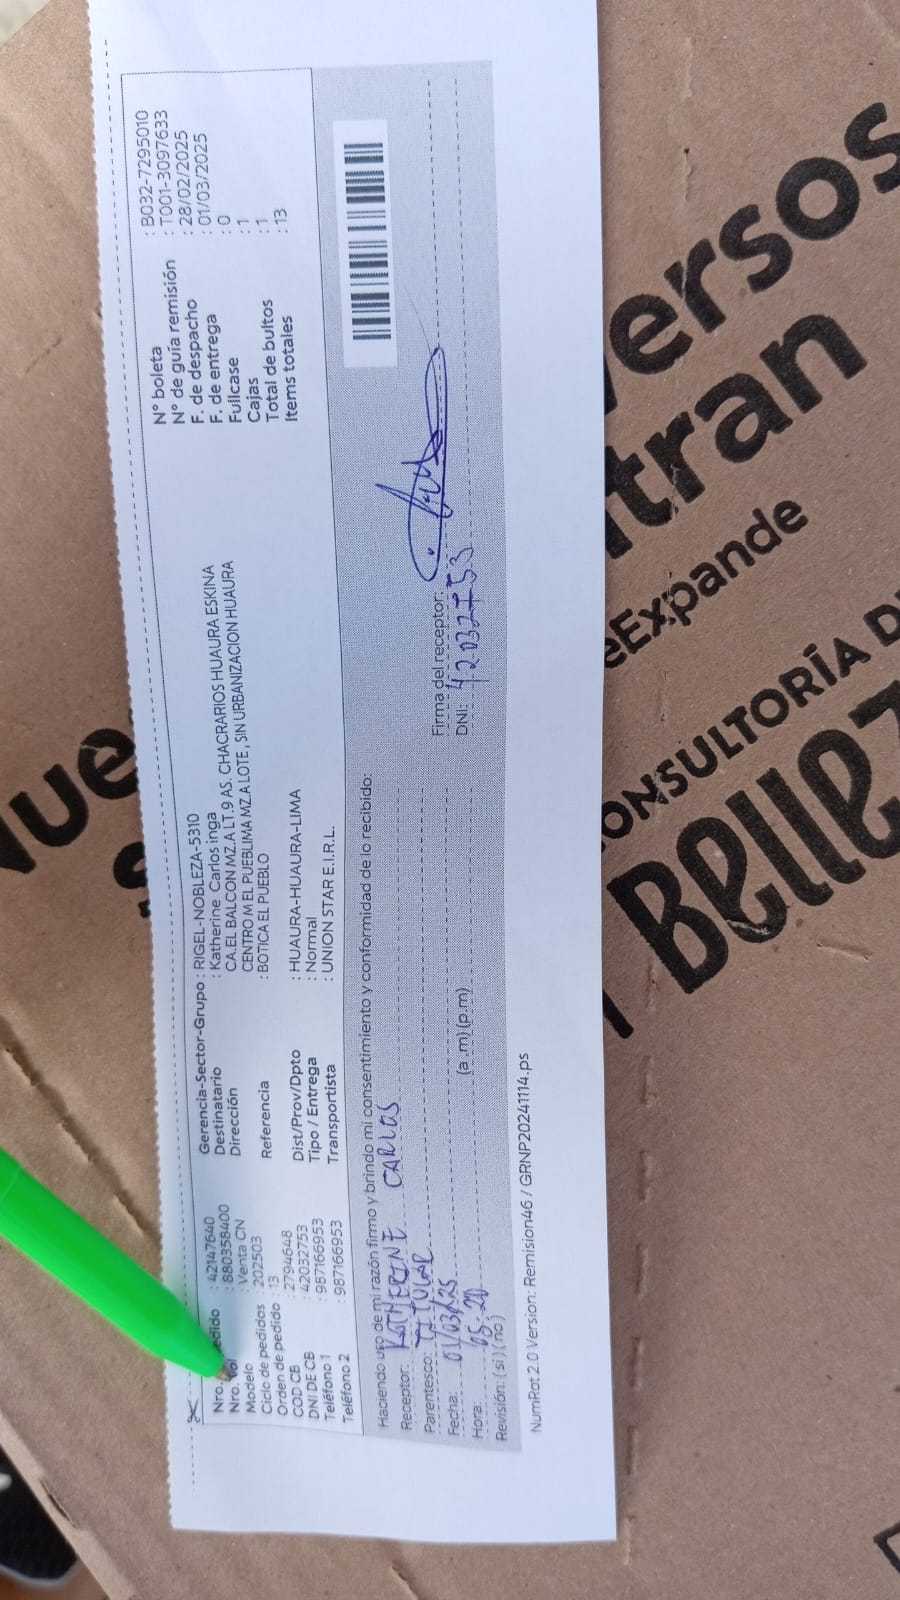 Nro. pedido : 42147640
Nro. : 880358400
Modelo : Venta CN
Ciclo de pedidos : 202503
Orden de pedido : 13
COD CB : 2794648
DNI DE CB : 42032753
Teléfono 1 : 987166953
Teléfono 2 : 987166953
Gerencia-Sector-Grupo : RIGEL-NOBLEZA-5310
Destinatario : Katherine Carlos inga
Dirección : CA. EL BALCON MZ.A LT.9 AS. CHACRARIOS HUAURA ESKINA
CENTRO M EL PUEBLIMA MZ.A LOTE, SIN URBANIZACION HUAURA
Referencia : BOTICA EL PUEBLO
Dist/Prov/Dpto : HUAURA-HUAURA-LIMA
Tipo / Entrega : Normal
Transportista : UNION STAR E.I.R.L.
N° boleta : B032-7295010
N° de guía remisión : T001-3097633
F. de despacho : 28/02/2025
F. de entrega : 01/03/2025
Fullcase : 0
Cajas : 1
Total de bultos : 1
Items totales : 13
Haciendo uso de mi razón firmo y brindo mi consentimiento y conformidad de lo recibido:
Receptor: KATHERINE CARLOS
Parentesco: TITULAR
Fecha: 01/03/25
Hora: 05:20 (a.m) (p.m)
Revisión: (si) (no)
Firma del receptor:
DNI: 42032753
NumRot 2.0 Version: Remision46 / GRNP20241114.ps
Nue
versos
tran
eExpande
ONSULTORÍA D
Bellez